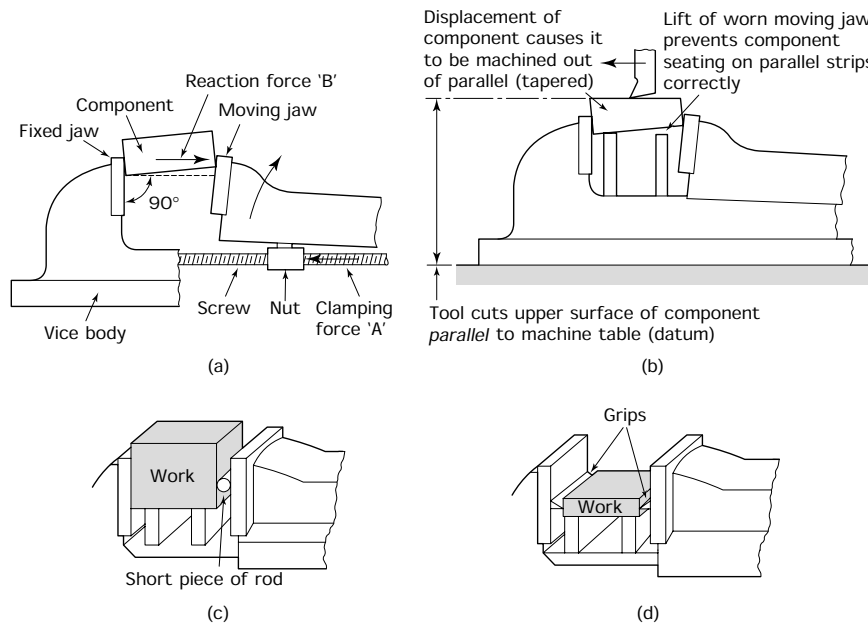 Reaction force ‘B’
Component
Moving jaw
Fixed jaw
90°
Screw
Nut
Clamping
force ‘A’
Vice body
(a)
Displacement of
component causes it
to be machined out
of parallel (tapered)
Lift of worn moving jaw
prevents component
seating on parallel strips
correctly
Tool cuts upper surface of component
parallel to machine table (datum)
(b)
Work
Short piece of rod
(c)
Grips
Work
(d)